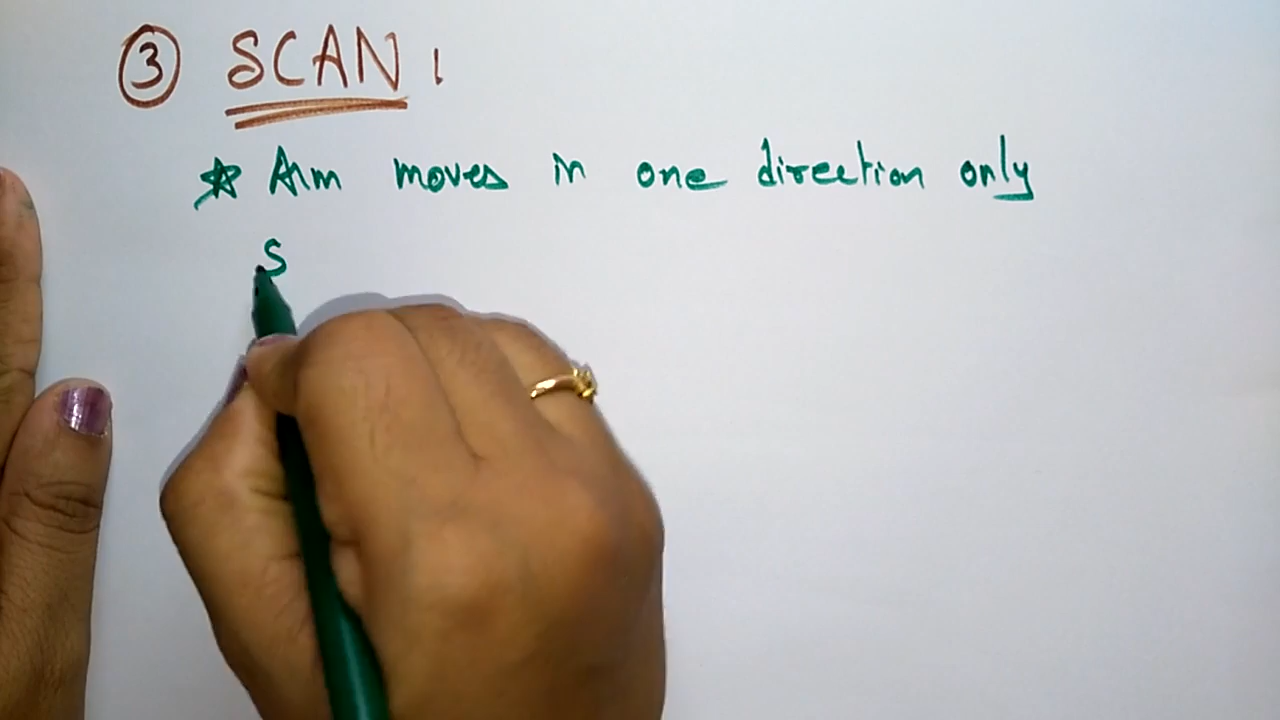 ③ SCAN :
☆ Arm moves in one direction only
S